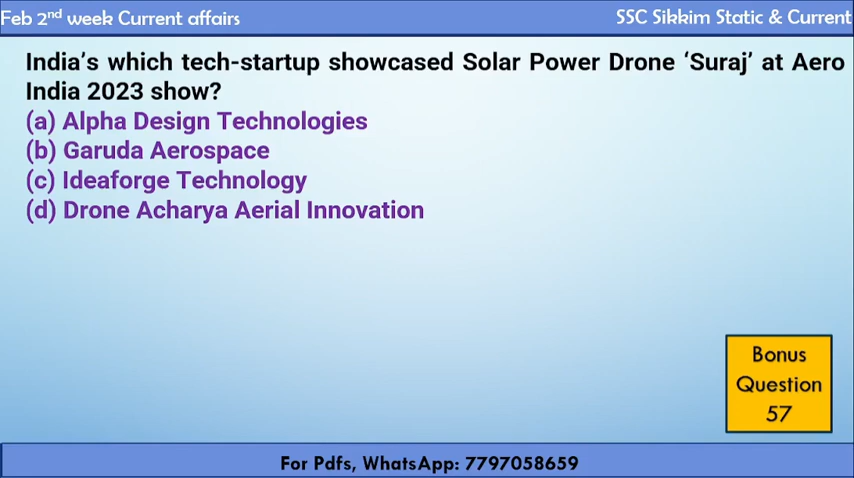 Feb 2nd week Current affairs
SSC Sikkim Static & Current
India's which tech-startup showcased Solar Power Drone 'Suraj' at Aero
India 2023 show?
(a) Alpha Design Technologies
(b) Garuda Aerospace
(c) Ideaforge Technology
(d) Drone Acharya Aerial Innovation
Bonus
Question
57
For Pdfs, WhatsApp: 7797058659